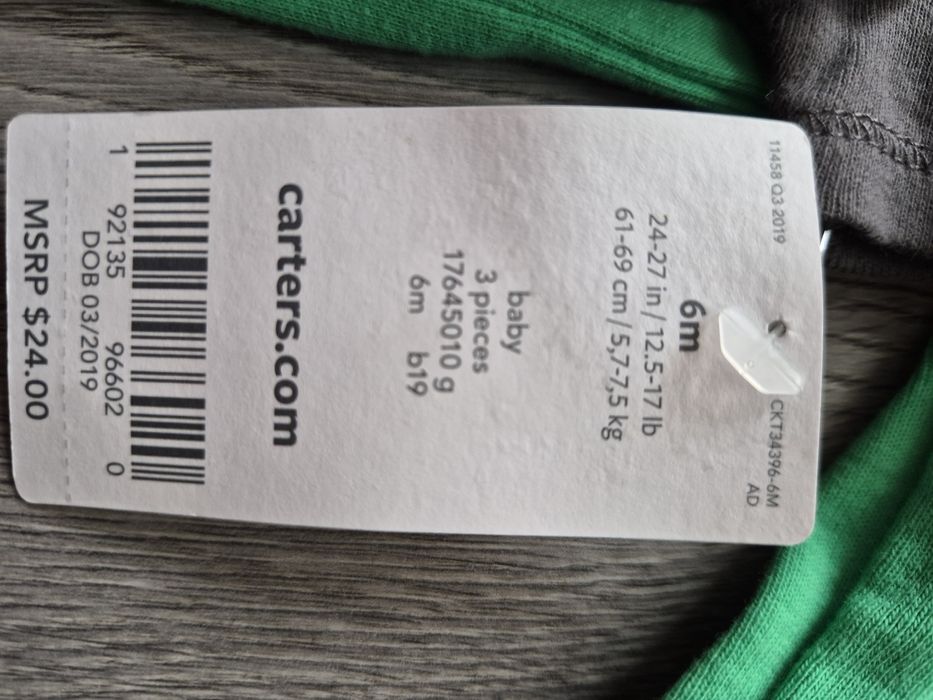 11458 Q3 2019 CKT34396-6M
AD
6m
24-27 in / 12.5-17 lb
61-69 cm / 5,7-7,5 kg
baby
3 pieces
17645010 g
6m b19
carters.com
1 92135 96602 0
DOB 03/2019
MSRP $24.00